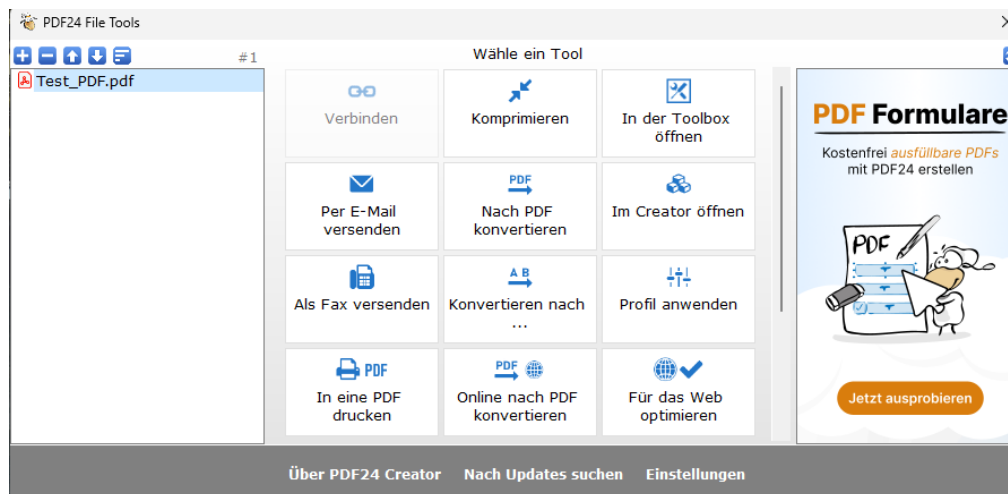 PDF24 File Tools
#1
Test_PDF.pdf
Wähle ein Tool
Verbinden
Komprimieren
In der Toolbox
öffnen
Per E-Mail
versenden
PDF
Nach PDF
konvertieren
Im Creator öffnen
Als Fax versenden
A B
Konvertieren nach
...
Profil anwenden
PDF
In eine PDF
drucken
PDF
Online nach PDF
konvertieren
Für das Web
optimieren
PDF Formulare
Kostenfrei ausfüllbare PDFs
mit PDF24 erstellen
PDF
Jetzt ausprobieren
Über PDF24 Creator
Nach Updates suchen
Einstellungen